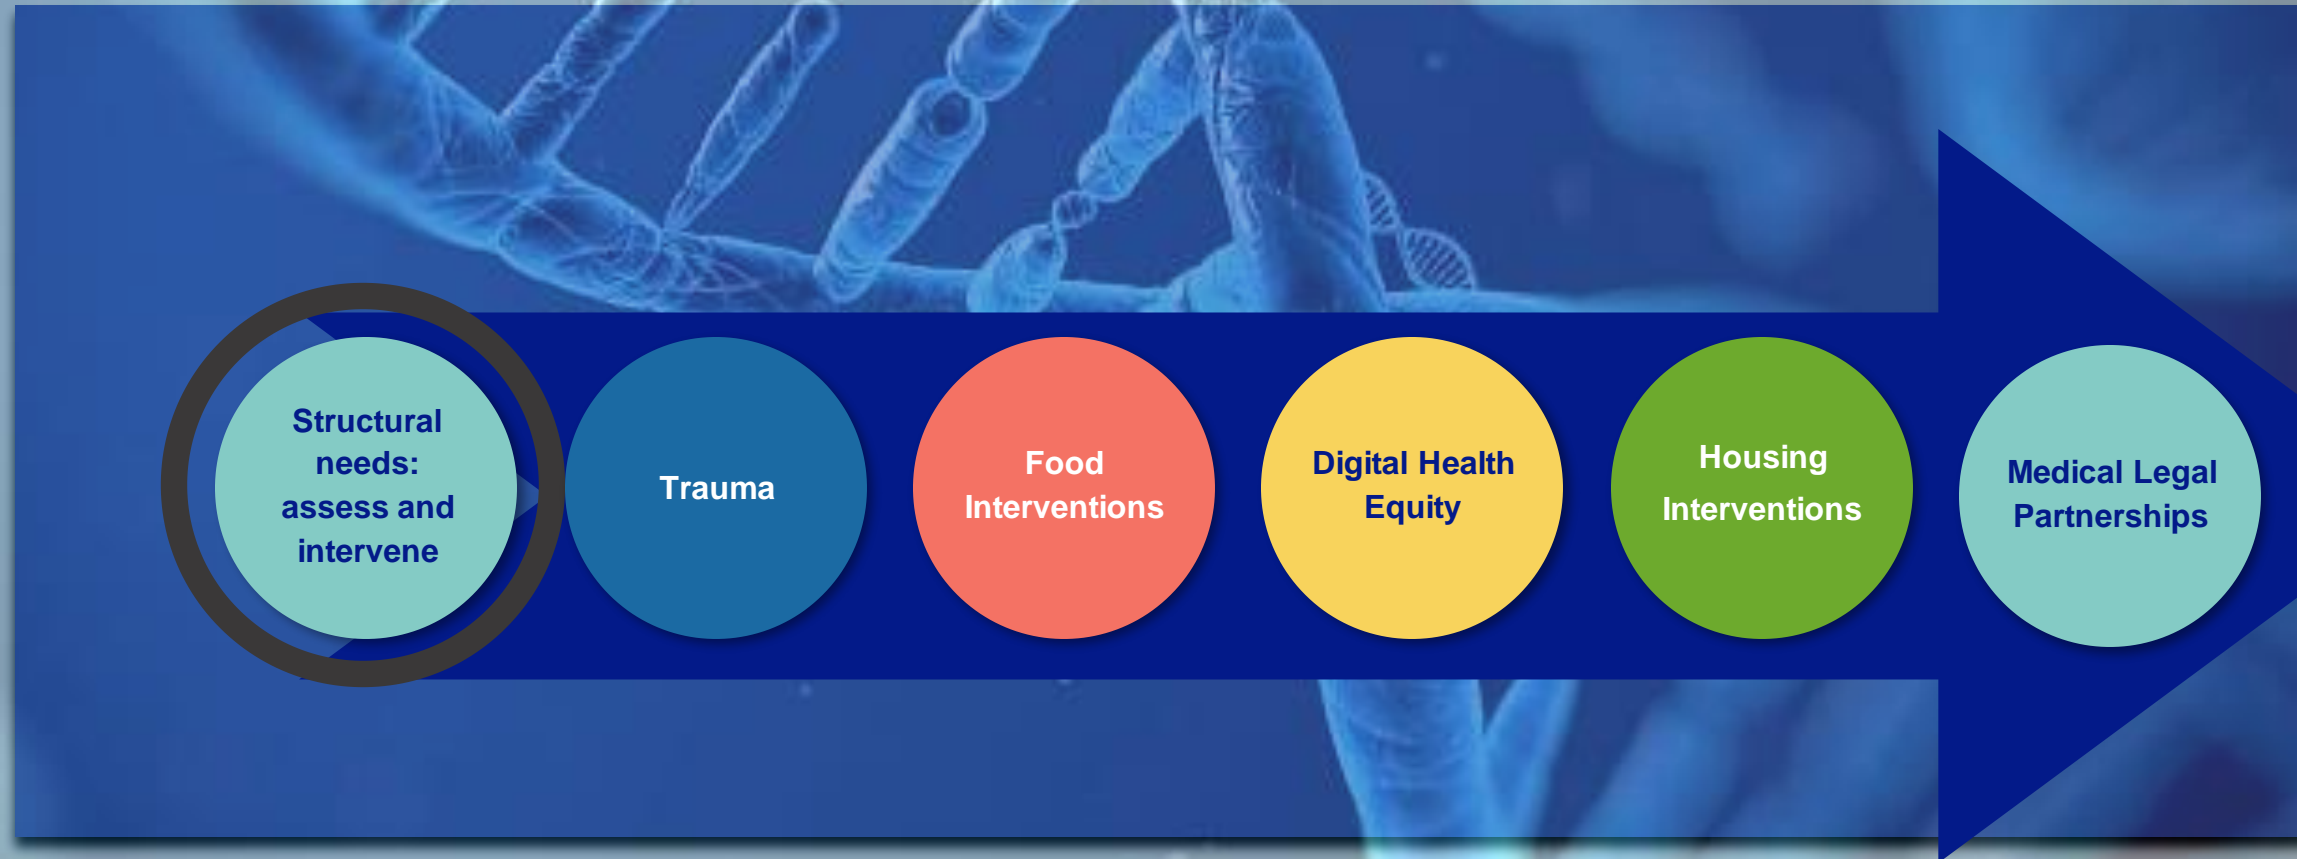 Structural
needs:
assess and
intervene
Trauma
Food
Interventions
Digital Health
Equity
Housing
Interventions
Medical Legal
Partnerships